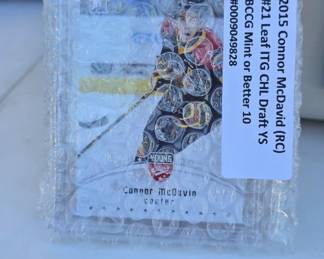 2015 Connor McDavid (RC)
#21 Leaf ITG CHL Draft YS
BCCG Mint or Better 10
#0009049828
YOUNG
Connor McDavid
center